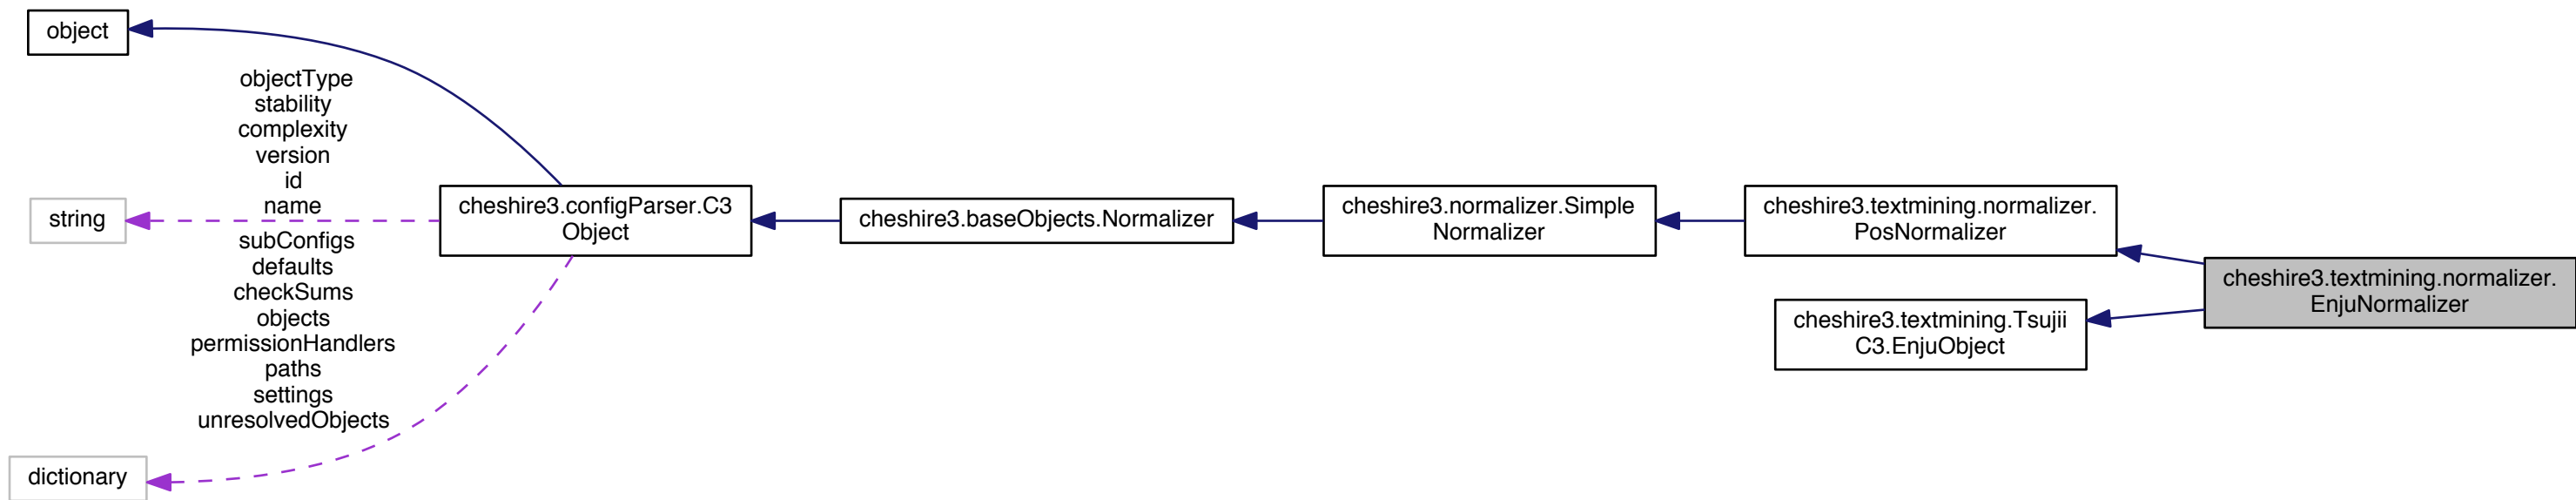 object
objectType
stability
complexity
version
id
name
string
subConfigs
defaults
checkSums
objects
permissionHandlers
paths
settings
unresolvedObjects
dictionary
cheshire3.configParser.C3
Object
cheshire3.baseObjects.Normalizer
cheshire3.normalizer.Simple
Normalizer
cheshire3.textmining.normalizer.
PosNormalizer
cheshire3.textmining.Tsujii
C3.EnjuObject
cheshire3.textmining.normalizer.
EnjuNormalizer